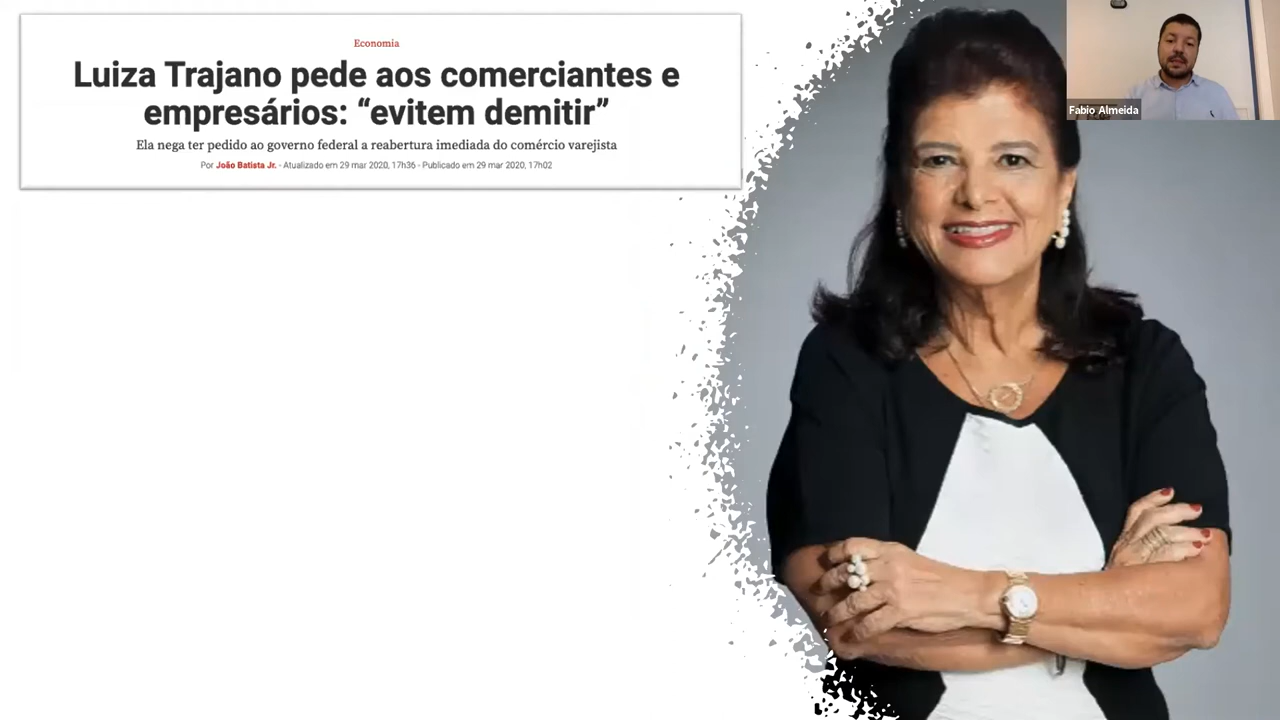 Economia
Luiza Trajano pede aos comerciantes e
empresários: “evitem demitir”
Ela nega ter pedido ao governo federal a reabertura imediata do comércio varejista
Por João Batista Jr. - Atualizado em 29 mar 2020, 17h36 - Publicado em 29 mar 2020, 17h02
Fabio Almeida